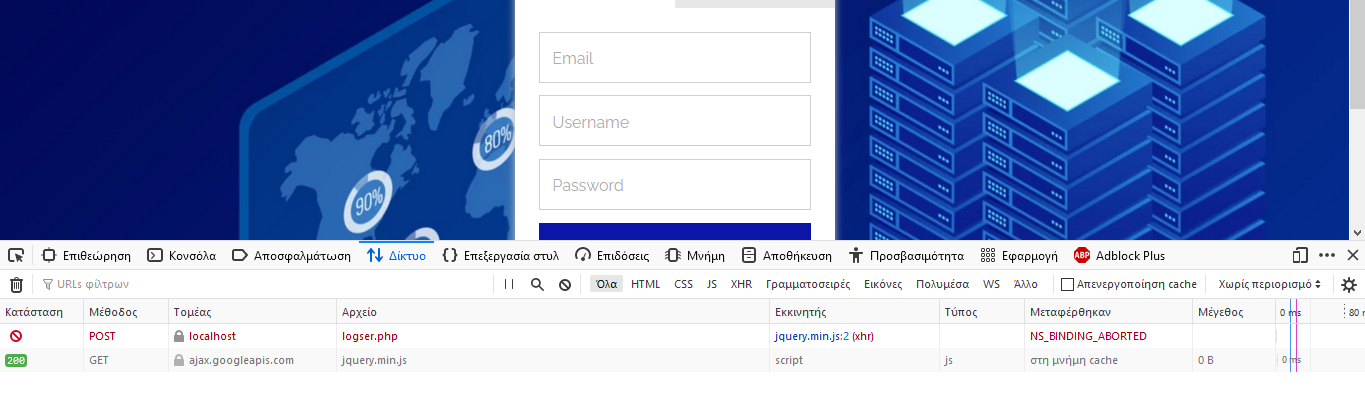 Email
80%
Username
Password
90%
Επιθεώρηση Κονσόλα Αποσφαλμάτωση Δίκτυο Επεξεργασία στυλ Επιδόσεις Μνήμη Αποθήκευση Προσβασιμότητα Εφαρμογή ABP Adblock Plus
URLs φίλτρων Όλα HTML CSS JS XHR Γραμματοσειρές Εικόνες Πολυμέσα WS Άλλο Απενεργοποίηση cache Χωρίς περιορισμό
Κατάσταση Μέθοδος Τομέας Αρχείο Εκκινητής Τύπος Μεταφέρθηκαν Μέγεθος 0 ms 80 m
POST localhost logser.php jquery.min.js:2 (xhr) NS_BINDING_ABORTED
200 GET ajax.googleapis.com jquery.min.js script js στη μνήμη cache 0 B 0 ms